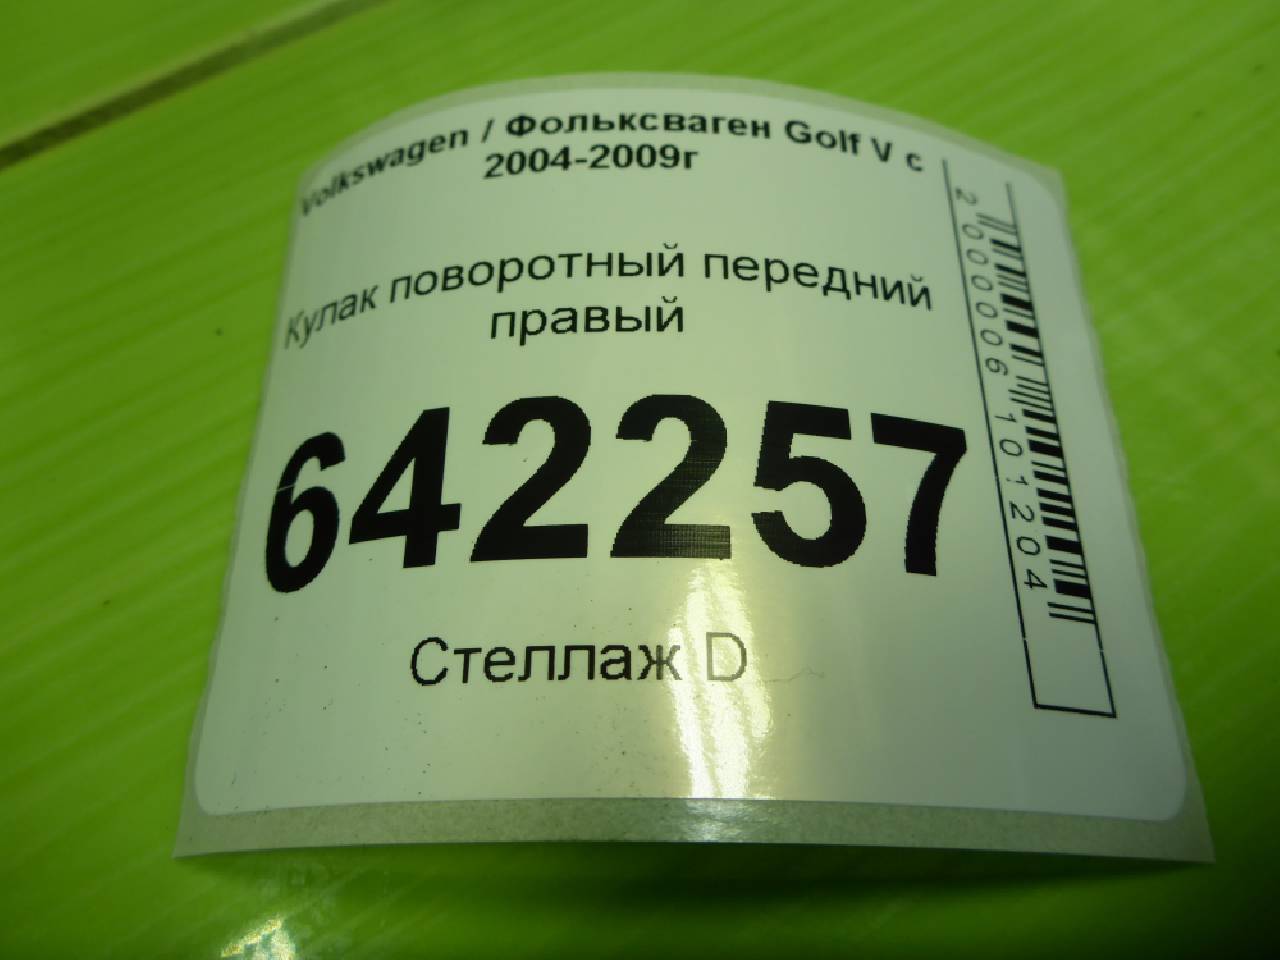 Volkswagen / Фольксваген Golf V с
2004-2009г
Кулак поворотный передний
правый
642257
Стеллаж D
2000006101204